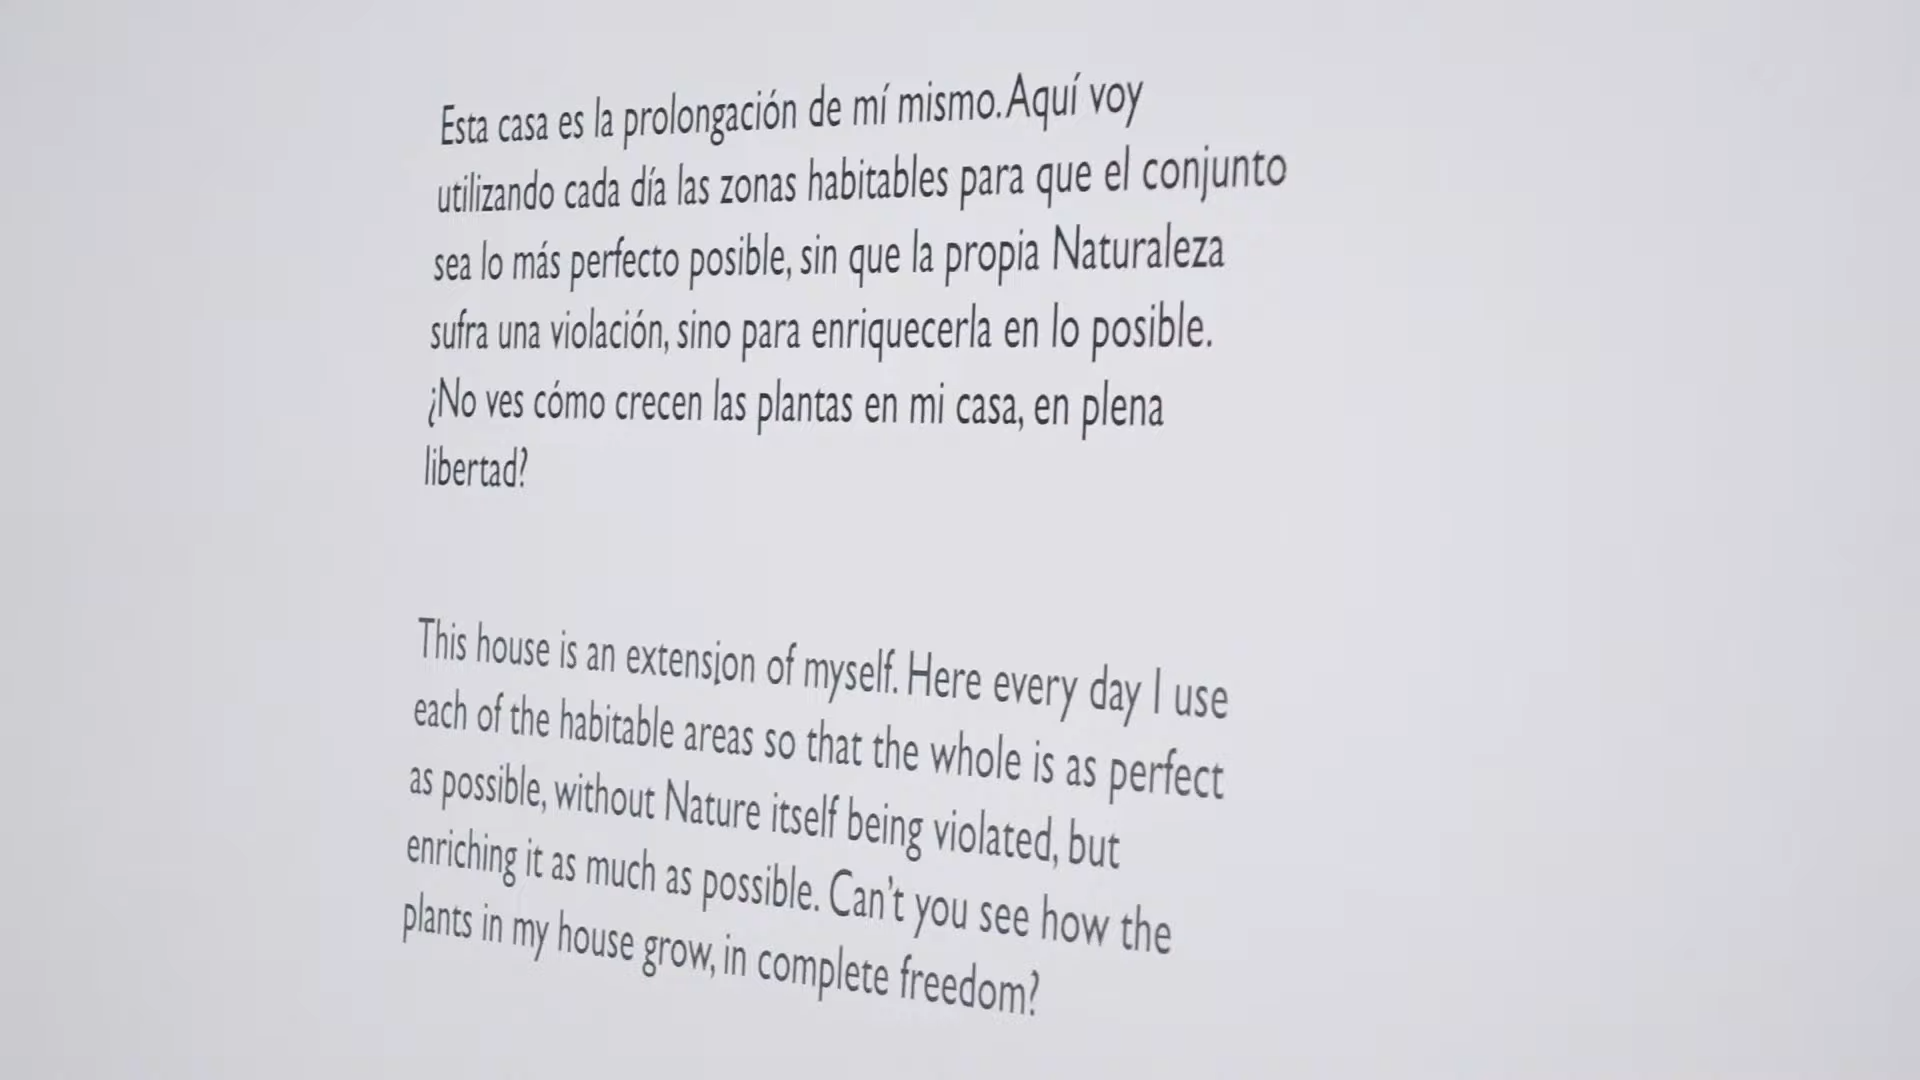 Esta casa es la prolongación de mí mismo. Aquí voy
utilizando cada día las zonas habitables para que el conjunto
sea lo más perfecto posible, sin que la propia Naturaleza
sufra una violación, sino para enriquecerla en lo posible.
¿No ves cómo crecen las plantas en mi casa, en plena
libertad?
This house is an extension of myself. Here every day I use
each of the habitable areas so that the whole is as perfect
as possible, without Nature itself being violated, but
enriching it as much as possible. Can't you see how the
plants in my house grow, in complete freedom?